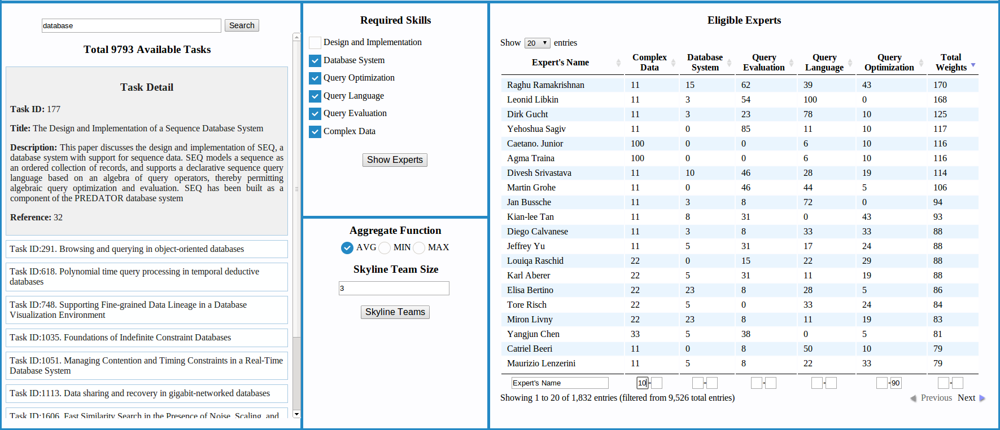 database Search
Total 9793 Available Tasks
Task Detail
Task ID: 177
Title: The Design and Implementation of a Sequence Database System
Description: This paper discusses the design and implementation of SEQ, a
database system with support for sequence data. SEQ models a sequence as
an ordered collection of records, and supports a declarative sequence query
language based on an algebra of query operators, thereby permitting
algebraic query optimization and evaluation. SEQ has been built as a
component of the PREDATOR database system
Reference: 32
Task ID:291. Browsing and querying in object-oriented databases
Task ID:618. Polynomial time query processing in temporal deductive
databases
Task ID:748. Supporting Fine-grained Data Lineage in a Database
Visualization Environment
Task ID:1035. Foundations of Indefinite Constraint Databases
Task ID:1051. Managing Contention and Timing Constraints in a Real-Time
Database System
Task ID:1113. Data sharing and recovery in gigabit-networked databases
Task ID:1606. Fast Similarity Search in the Presence of Noise, Scaling, and
Required Skills
Design and Implementation
Database System
Query Optimization
Query Language
Query Evaluation
Complex Data
Show Experts
Aggregate Function
AVG MIN MAX
Skyline Team Size
3
Skyline Teams
Eligible Experts
Show 20 entries
Expert's Name Complex Data Database System Query Evaluation Query Language Query Optimization Total Weights
Raghu Ramakrishnan 11 15 62 39 43 170
Leonid Libkin 11 3 54 100 0 168
Dirk Gucht 11 3 23 78 10 125
Yehoshua Sagiv 11 0 85 11 10 117
Caetano. Junior 100 0 0 6 10 116
Agma Traina 100 0 0 6 10 116
Divesh Srivastava 11 10 46 28 19 114
Martin Grohe 11 0 46 44 5 106
Jan Bussche 11 3 8 72 0 94
Kian-lee Tan 11 8 31 0 43 93
Diego Calvanese 11 3 8 33 33 88
Jeffrey Yu 11 5 31 17 24 88
Louiqa Raschid 22 0 15 22 29 88
Karl Aberer 22 5 31 11 19 88
Elisa Bertino 22 23 8 28 5 86
Tore Risch 22 5 0 33 24 84
Miron Livny 22 23 8 11 19 83
Yangjun Chen 33 5 38 0 5 81
Catriel Beeri 11 0 8 50 10 79
Maurizio Lenzerini 11 5 8 22 33 79
Expert's Name 10 - - - - - 90 -
Showing 1 to 20 of 1,832 entries (filtered from 9,526 total entries) Previous Next